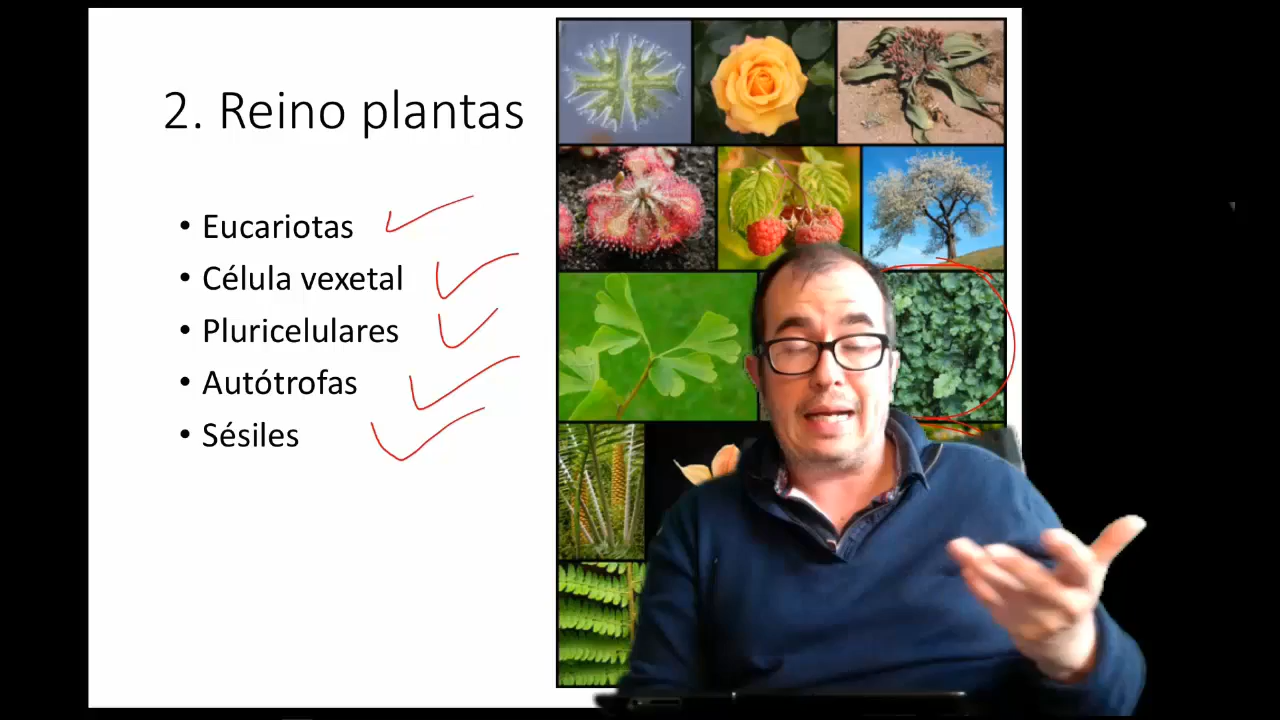 2. Reino plantas
• Eucariotas
• Célula vexetal
• Pluricelulares
• Autótrofas
• Sésiles